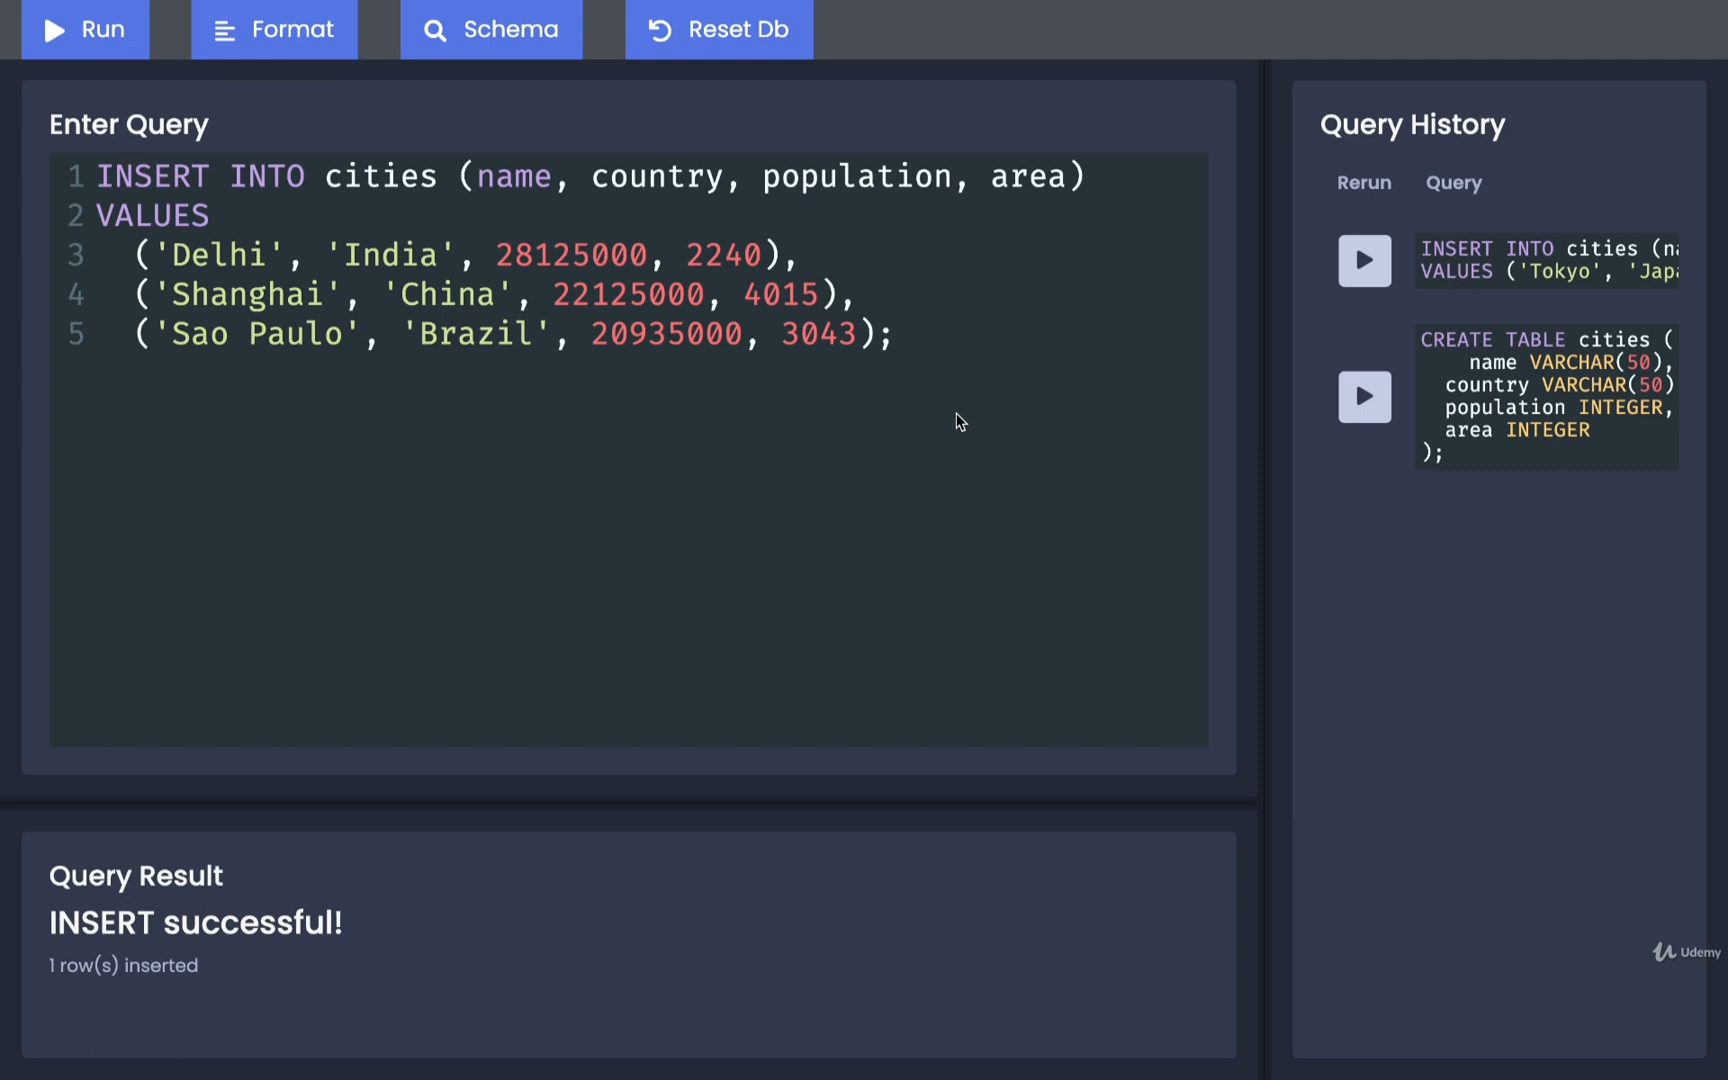 Run
Format
Schema
Reset Db
Enter Query
1 INSERT INTO cities (name, country, population, area)
2 VALUES
3   ('Delhi', 'India', 28125000, 2240),
4   ('Shanghai', 'China', 22125000, 4015),
5   ('Sao Paulo', 'Brazil', 20935000, 3043);
Query Result
INSERT successful!
1 row(s) inserted
Query History
Rerun Query
INSERT INTO cities (na
VALUES ('Tokyo', 'Japa
CREATE TABLE cities (
    name VARCHAR(50),
  country VARCHAR(50)
  population INTEGER,
  area INTEGER
);
Udemy